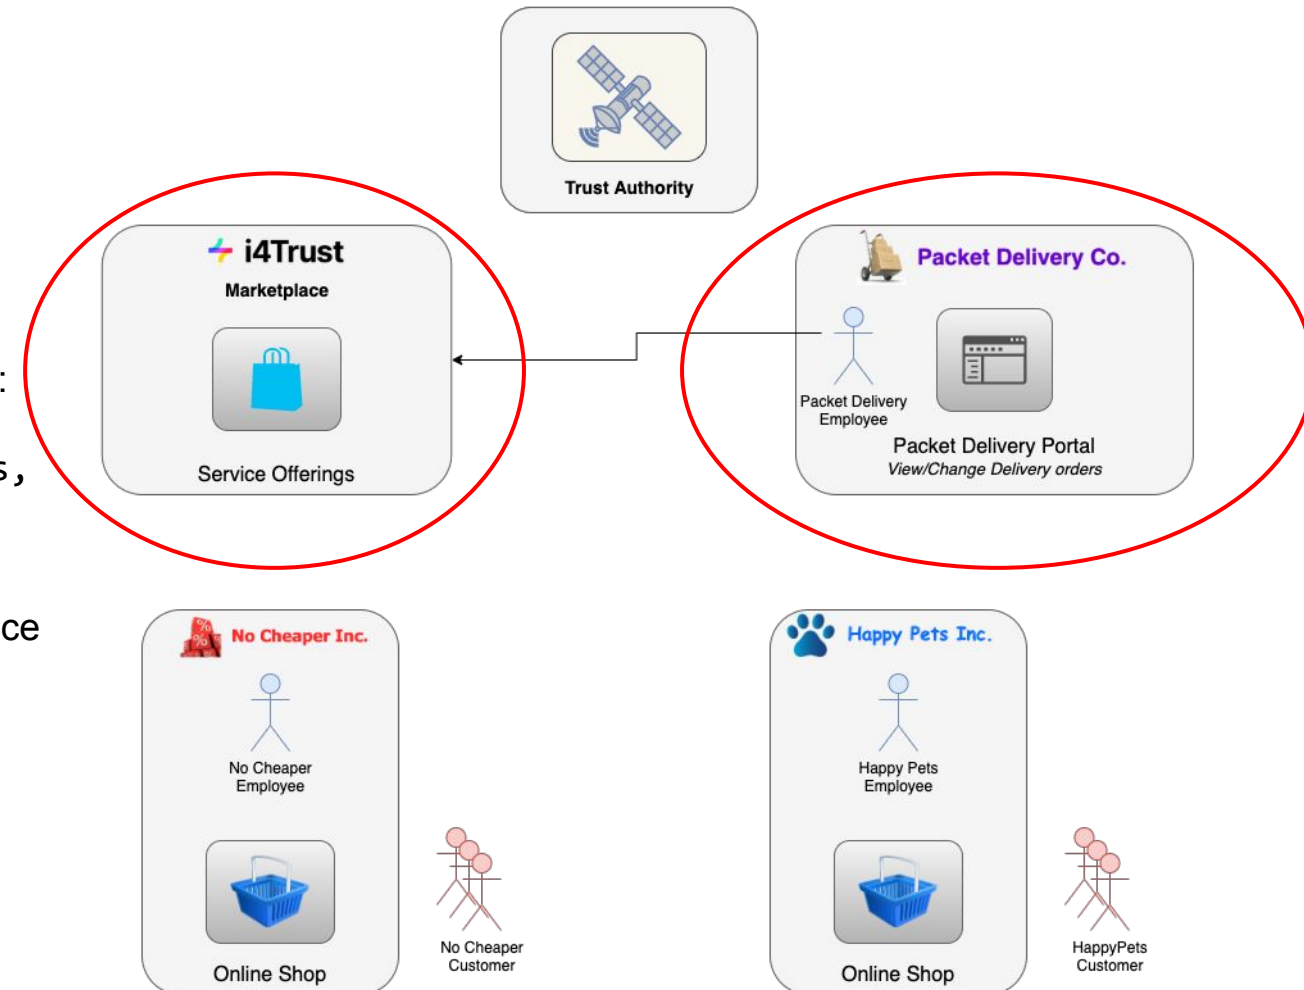 Trust Authority
i4Trust
Marketplace
Service Offerings
Packet Delivery Co.
Packet Delivery
Employee
Packet Delivery Portal
View/Change Delivery orders
:
s,
ce
No Cheaper Inc.
No Cheaper
Employee
Online Shop
No Cheaper
Customer
Happy Pets Inc.
Happy Pets
Employee
Online Shop
HappyPets
Customer